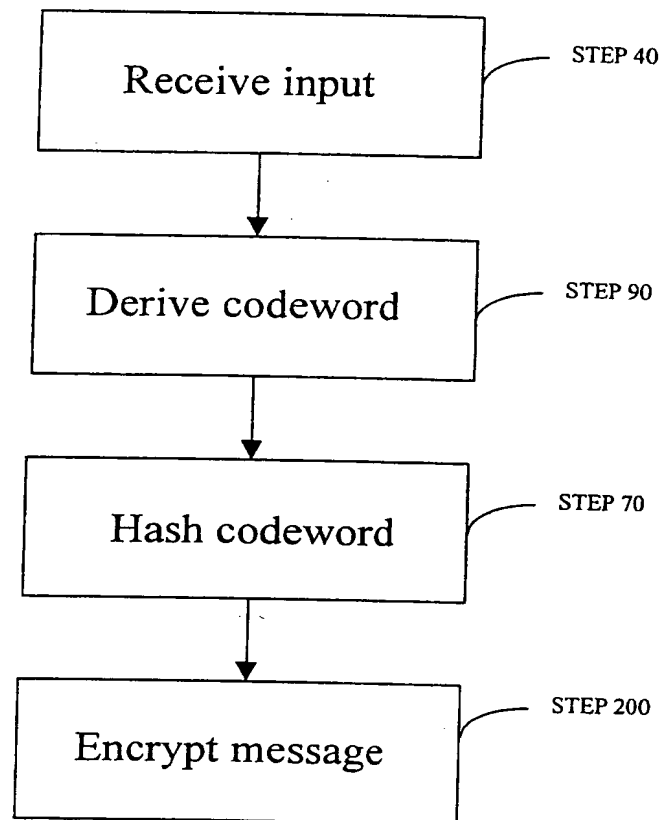 Receive input
STEP 40
Derive codeword
STEP 90
Hash codeword
STEP 70
Encrypt message
STEP 200